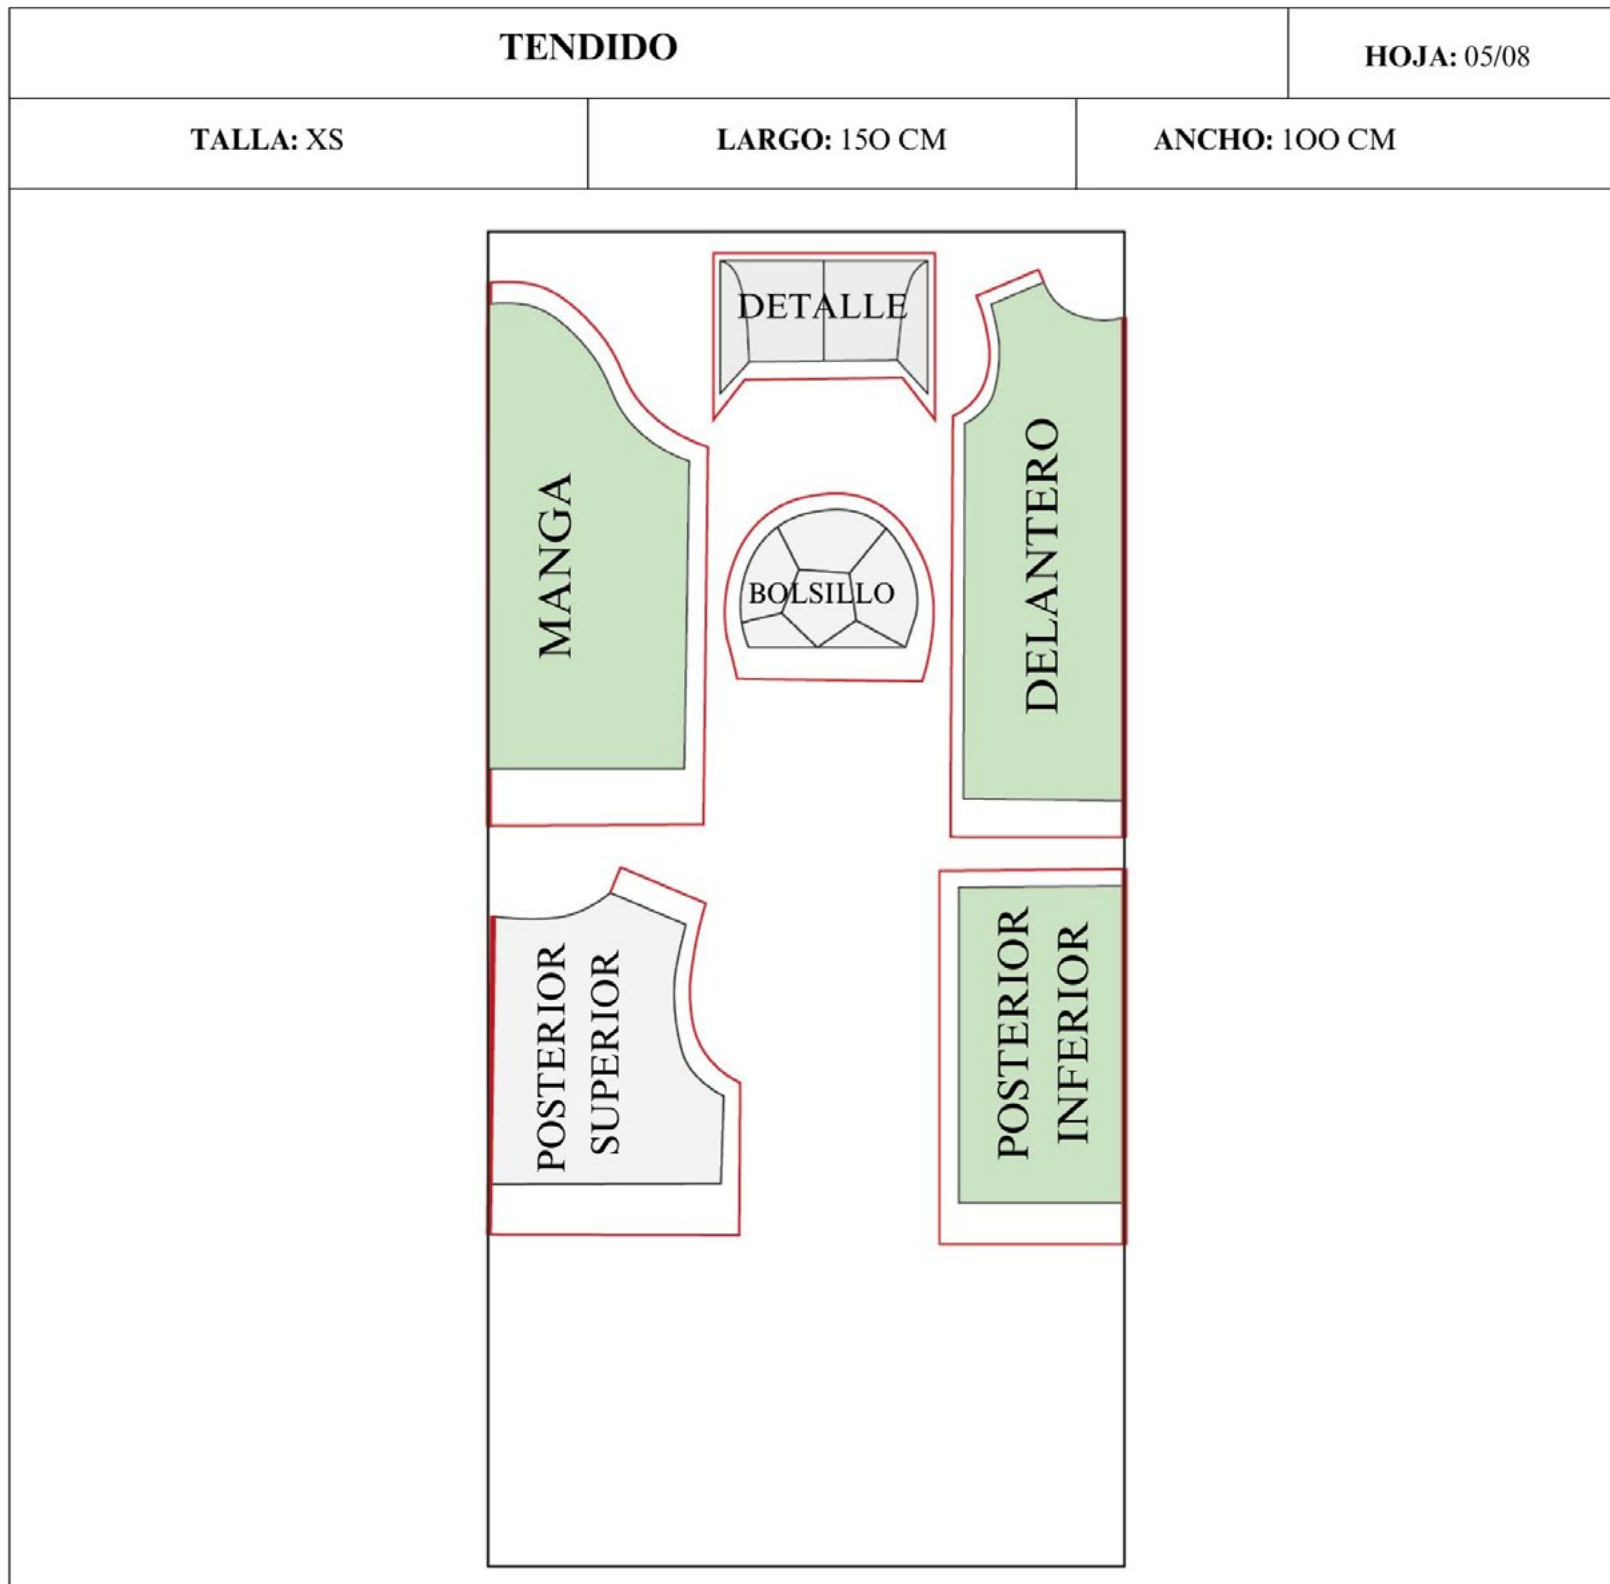 TENDIDO
HOJA: 05/08
TALLA: XS
LARGO: 150 CM
ANCHO: 100 CM
DETALLE
MANGA
BOLSILLO
DELANTERO
POSTERIOR
SUPERIOR
POSTERIOR
INFERIOR